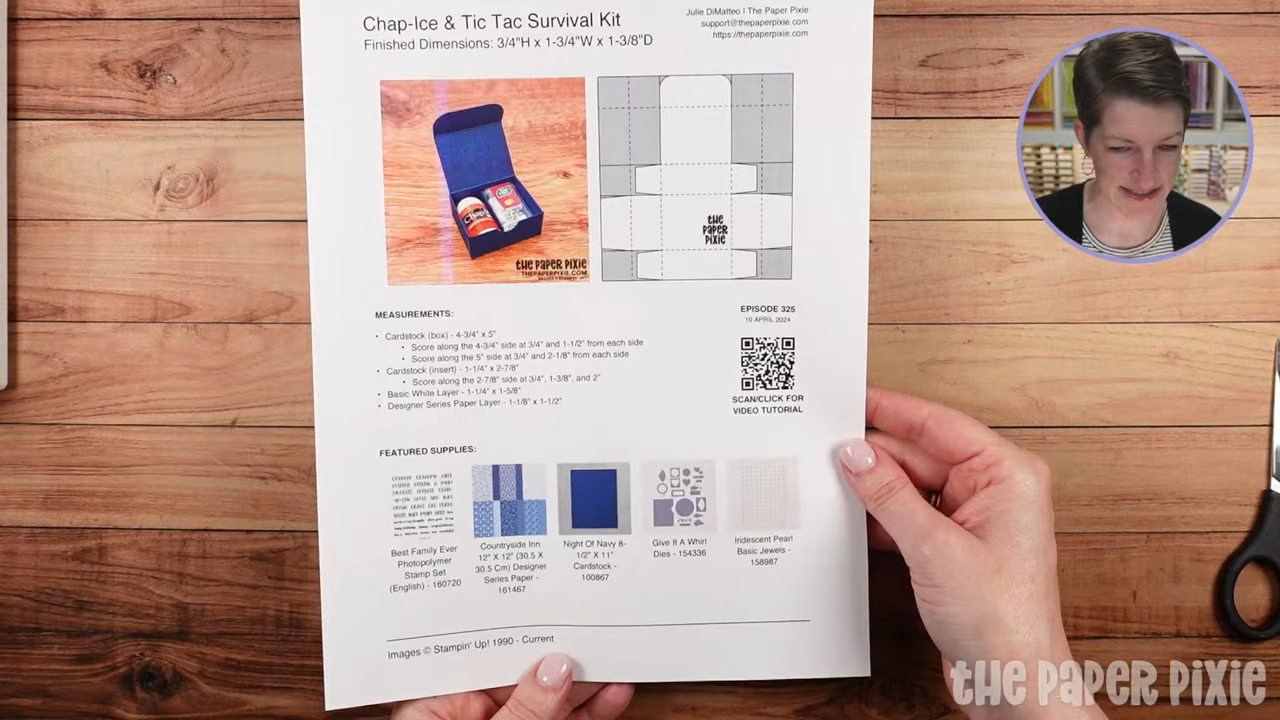 Chap-Ice & Tic Tac Survival Kit
Finished Dimensions: 3/4"H x 1-3/4"W x 1-3/8"D
Julie DiMatteo | The Paper Pixie
support@thepaperpixie.com
https://thepaperpixie.com
THE PAPER PIXIE
THEPAPERPIXIE.COM
THE
PAPER
PIXIE
MEASUREMENTS:
• Cardstock (box) - 4-3/4" x 5"
• Score along the 4-3/4" side at 3/4" and 1-1/2" from each side
• Score along the 5" side at 3/4" and 2-1/8" from each side
• Cardstock (insert) - 1-1/4" x 2-7/8"
• Score along the 2-7/8" side at 3/4", 1-3/8", and 2"
• Basic White Layer - 1-1/4" x 1-5/8"
• Designer Series Paper Layer - 1-1/8" x 1-1/2"
EPISODE 325
10 APRIL 2024
SCAN/CLICK FOR
VIDEO TUTORIAL
FEATURED SUPPLIES:
Best Family Ever
Photopolymer
Stamp Set
(English) - 160720
Countryside Inn
12" X 12" (30.5 X
30.5 Cm) Designer
Series Paper -
161467
Night Of Navy 8-
1/2" X 11"
Cardstock -
100867
Give It A Whirl
Dies - 154336
Iridescent Pearl
Basic Jewels -
158987
Images © Stampin' Up! 1990 - Current
THE PAPER PIXIE